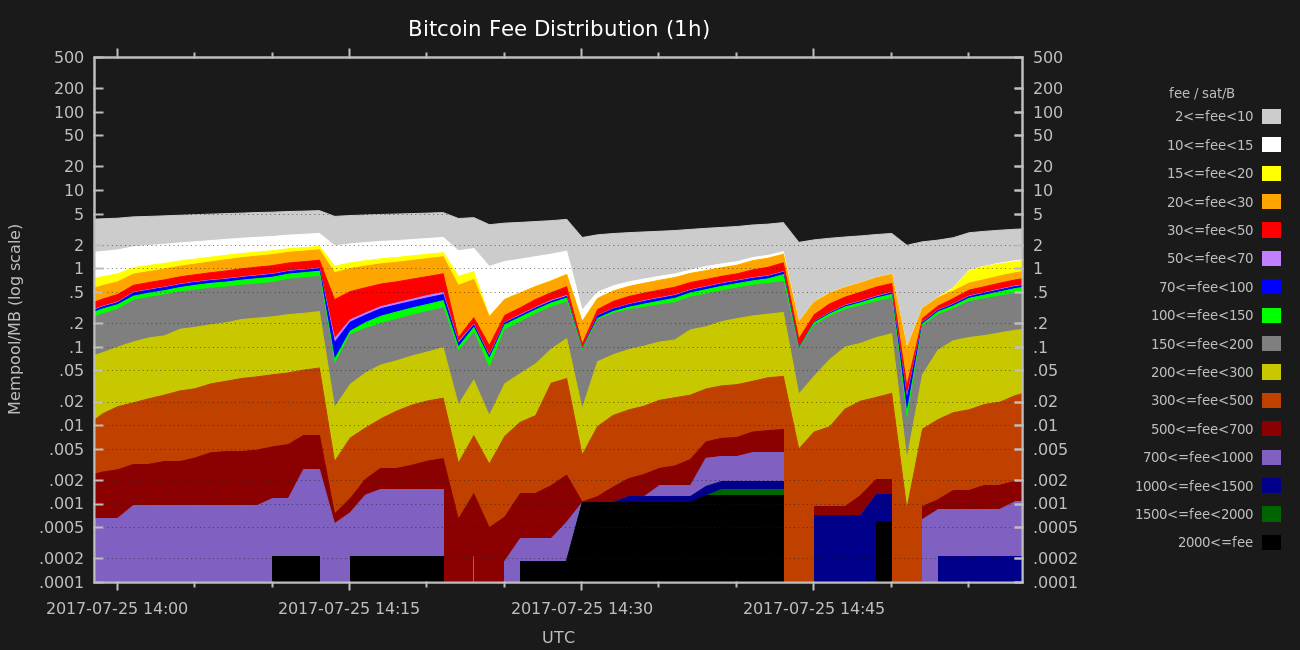 Bitcoin Fee Distribution (1h)
500 500
200 200
100 100
50 50
20 20
10 10
5 5
2 2
1 1
.5 .5
.2 .2
.1 .1
.05 .05
.02 .02
.01 .01
.005 .005
.002 .002
.001 .001
.0005 .0005
.0002 .0002
.0001 .0001
Mempool/MB (log scale)
2017-07-25 14:00 2017-07-25 14:15 2017-07-25 14:30 2017-07-25 14:45
UTC
fee / sat/B
2<=fee<10
10<=fee<15
15<=fee<20
20<=fee<30
30<=fee<50
50<=fee<70
70<=fee<100
100<=fee<150
150<=fee<200
200<=fee<300
300<=fee<500
500<=fee<700
700<=fee<1000
1000<=fee<1500
1500<=fee<2000
2000<=fee